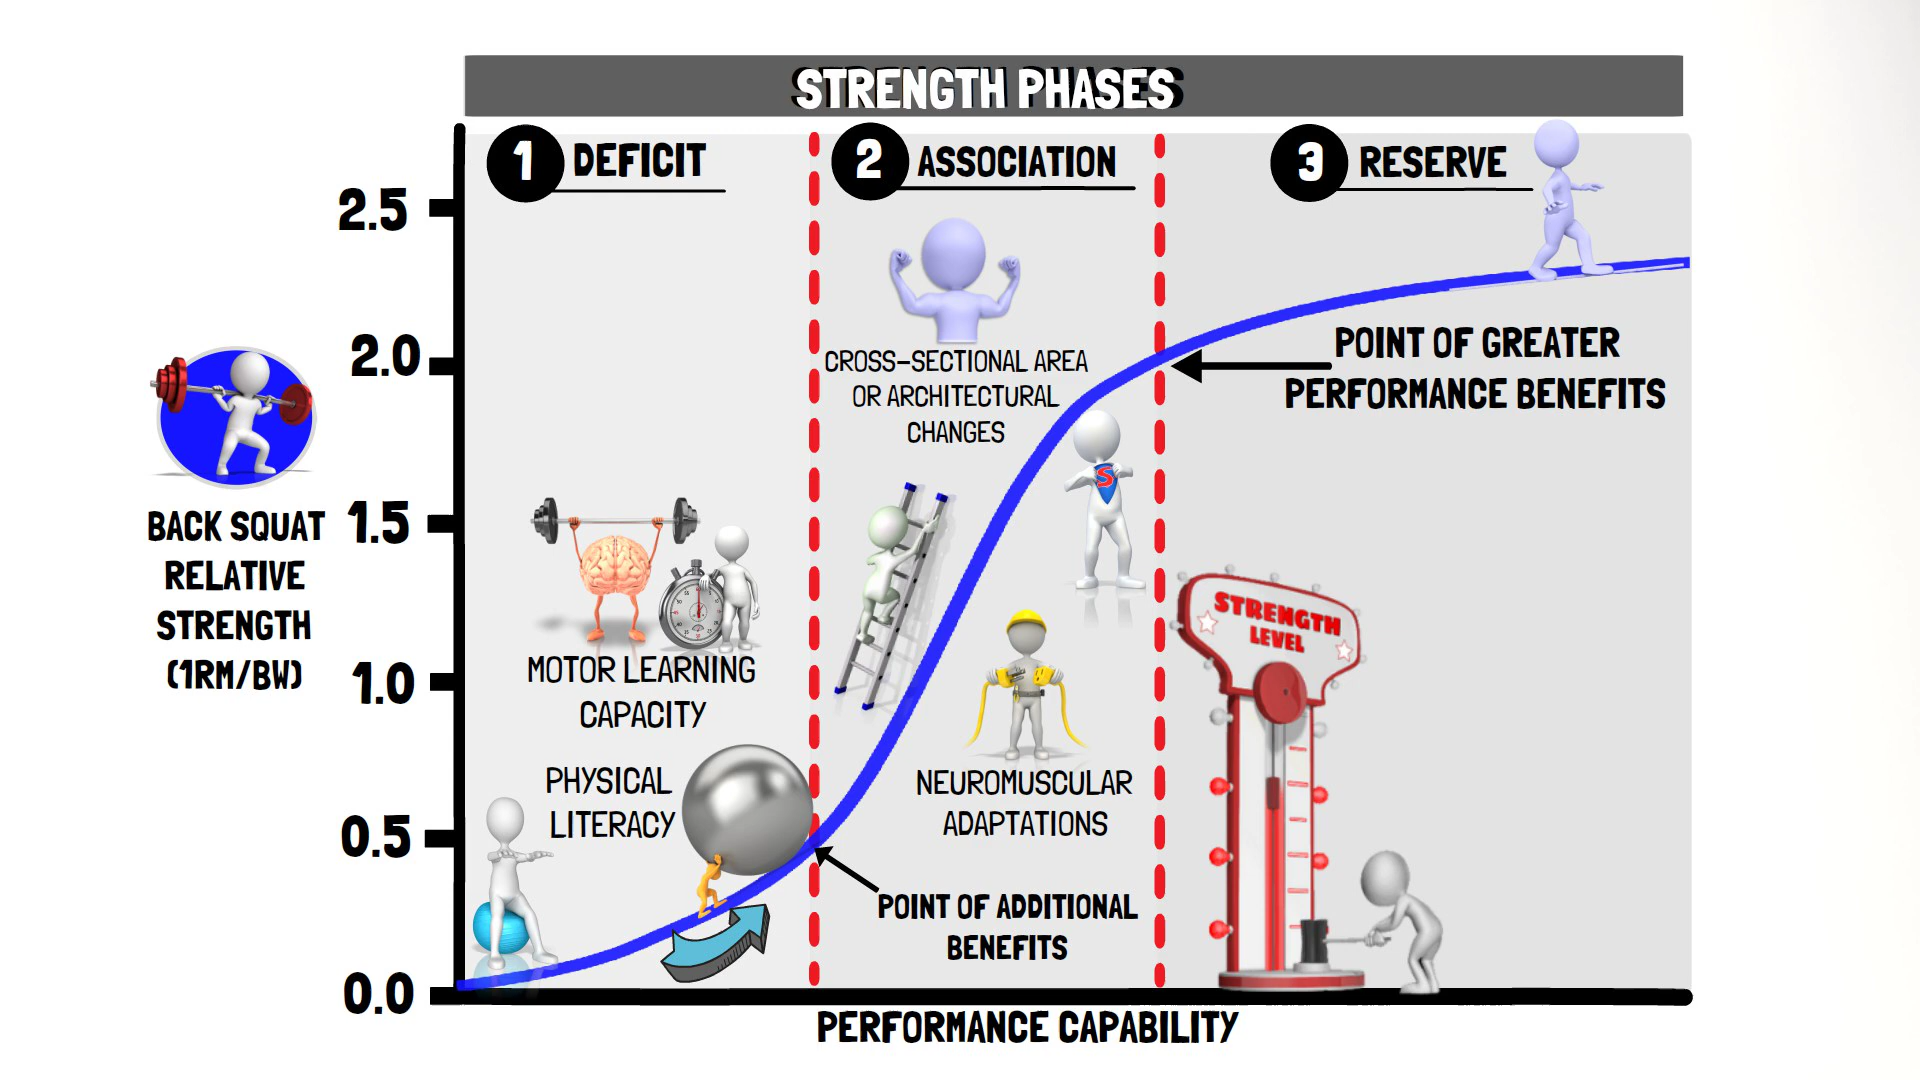 STRENGTH PHASES
1 DEFICIT
2 ASSOCIATION
3 RESERVE
2.5
2.0
1.5
1.0
0.5
0.0
BACK SQUAT
RELATIVE
STRENGTH
(1RM/BW)
MOTOR LEARNING
CAPACITY
PHYSICAL
LITERACY
CROSS-SECTIONAL AREA
OR ARCHITECTURAL
CHANGES
S
NEUROMUSCULAR
ADAPTATIONS
POINT OF ADDITIONAL
BENEFITS
POINT OF GREATER
PERFORMANCE BENEFITS
STRENGTH
LEVEL
PERFORMANCE CAPABILITY